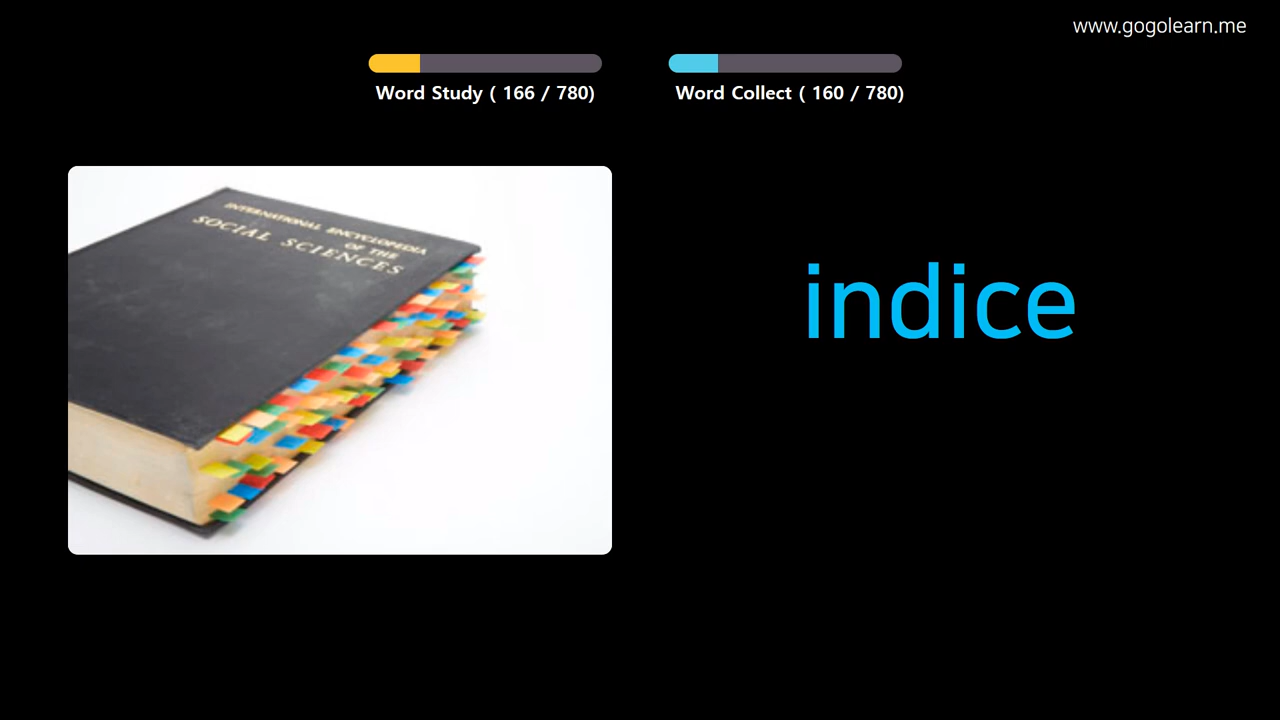 www.gogolearn.me
Word Study ( 166 / 780)
Word Collect ( 160 / 780)
INTERNATIONAL ENCYCLOPEDIA
OF THE
SOCIAL SCIENCES
indice